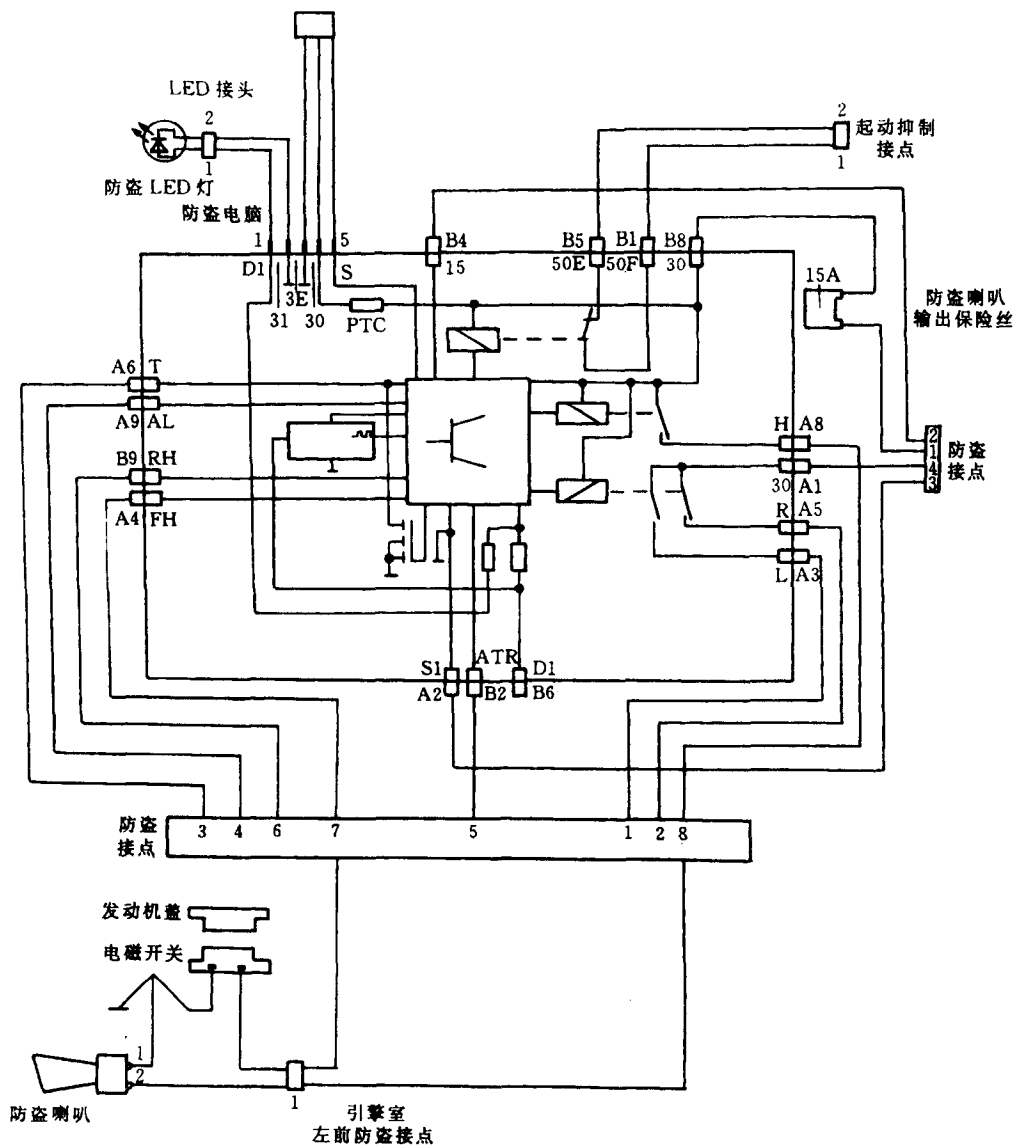 LED 接头
2
1
防盗 LED 灯
防盗电脑
2
起动抑制
接点
1
1
5
B4
B5
B1
B8
D1
S
15
50E
50F
30
3E
31
30
PTC
15A
防盗喇叭
输出保险丝
A6 T
A9 AL
B9 RH
A4 FH
H A8
30 A1
R A5
L A3
2
1
4
3
防盗
接点
S1
ATR
D1
A2
B2
B6
防盗
接点
3
4
6
7
5
1
2
8
发动机盖
电磁开关
1
2
防盗喇叭
1
引擎室
左前防盗接点